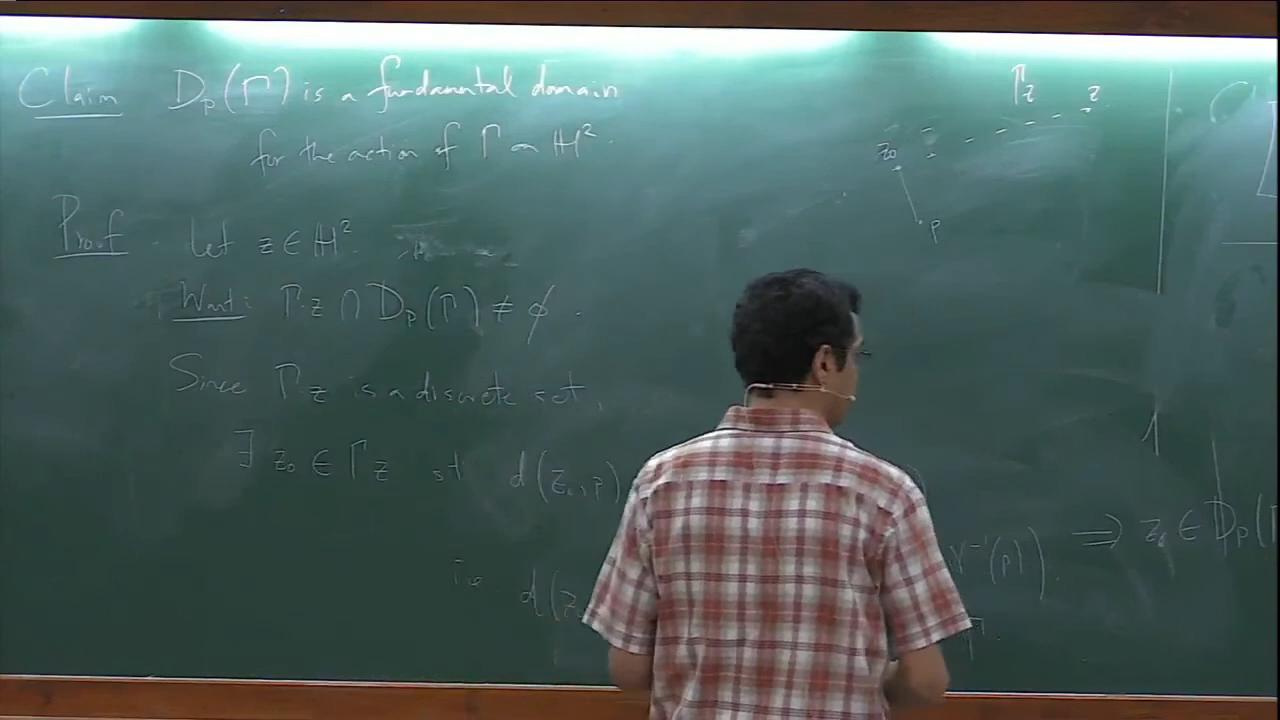 Claim D_p(Γ) is a fundamental domain
for the action of Γ on ℍ².
Proof. Let z ∈ ℍ².
Want: Γz ∩ D_p(Γ) ≠ ∅.
Since Γz is a discrete set,
∃ z₀ ∈ Γz st d(z₀, p)
i.e. d(z₀
γ⁻¹(p)).
⟹ z₀ ∈ D_p(Γ
Γz
z
z₀
p